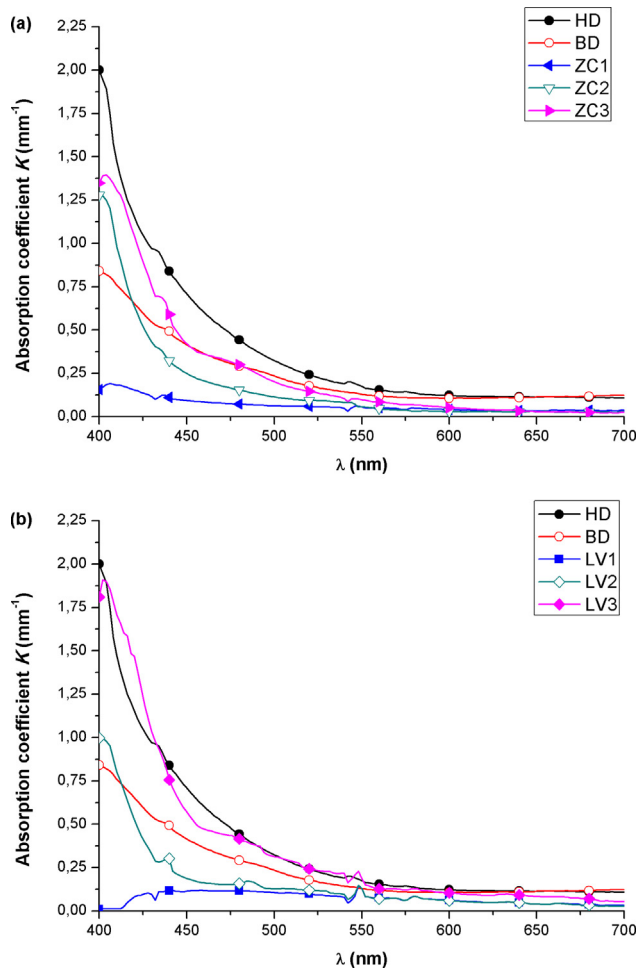 (a)
HD
BD
ZC1
ZC2
ZC3
2,25
2,00
1,75
1,50
1,25
1,00
0,75
0,50
0,25
0,00
Absorption coefficient K (mm⁻¹)
400 450 500 550 600 650 700
λ (nm)
(b)
HD
BD
LV1
LV2
LV3
2,25
2,00
1,75
1,50
1,25
1,00
0,75
0,50
0,25
0,00
Absorption coefficient K (mm⁻¹)
400 450 500 550 600 650 700
λ (nm)